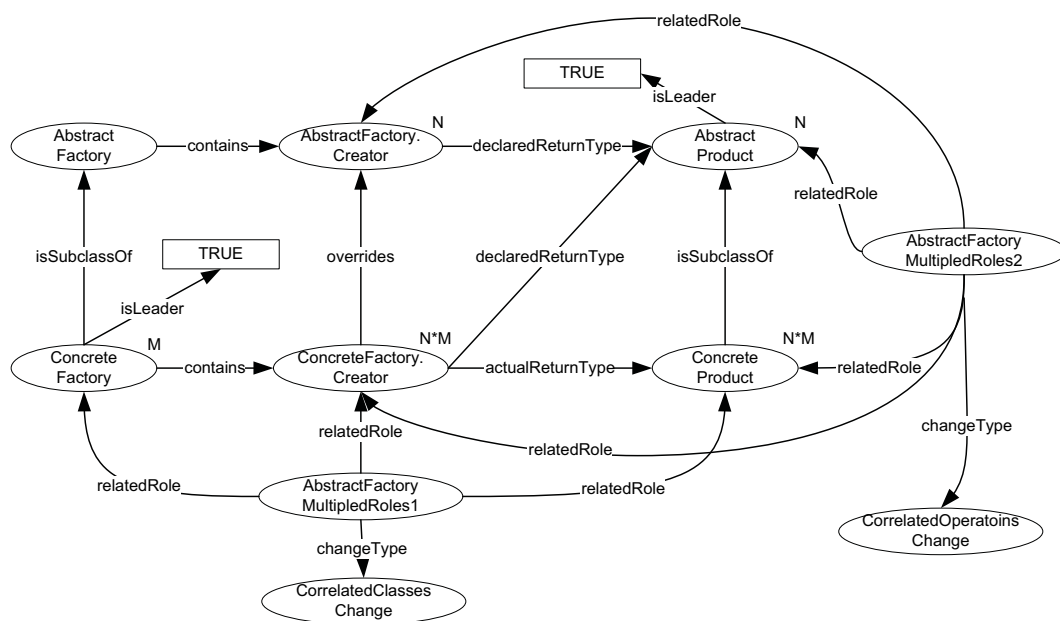 relatedRole
TRUE
isLeader
Abstract
Factory
contains
AbstractFactory.
Creator
N
declaredReturnType
Abstract
Product
N
relatedRole
AbstractFactory
MultipledRoles2
isSubclassOf
TRUE
overrides
declaredReturnType
isSubclassOf
isLeader
Concrete
Factory
M
contains
ConcreteFactory.
Creator
N*M
actualReturnType
Concrete
Product
N*M
relatedRole
changeType
relatedRole
relatedRole
relatedRole
AbstractFactory
MultipledRoles1
relatedRole
CorrelatedOperatoins
Change
changeType
CorrelatedClasses
Change